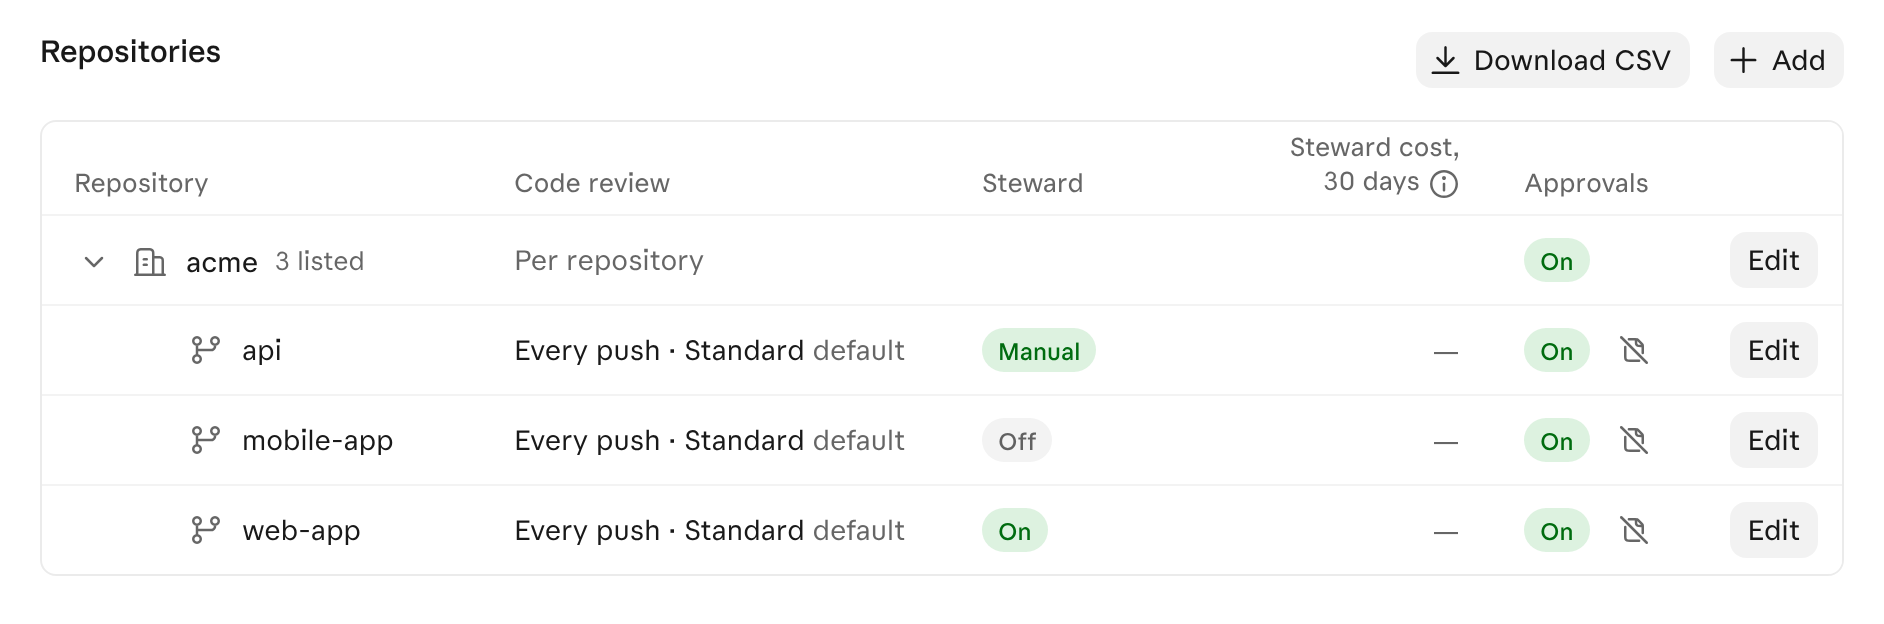 Repositories
Download CSV
Add
Repository
Code review
Steward
Steward cost,
30 days
Approvals
acme 3 listed
Per repository
On
Edit
api
Every push · Standard default
Manual
—
On
Edit
mobile-app
Every push · Standard default
Off
—
On
Edit
web-app
Every push · Standard default
On
—
On
Edit